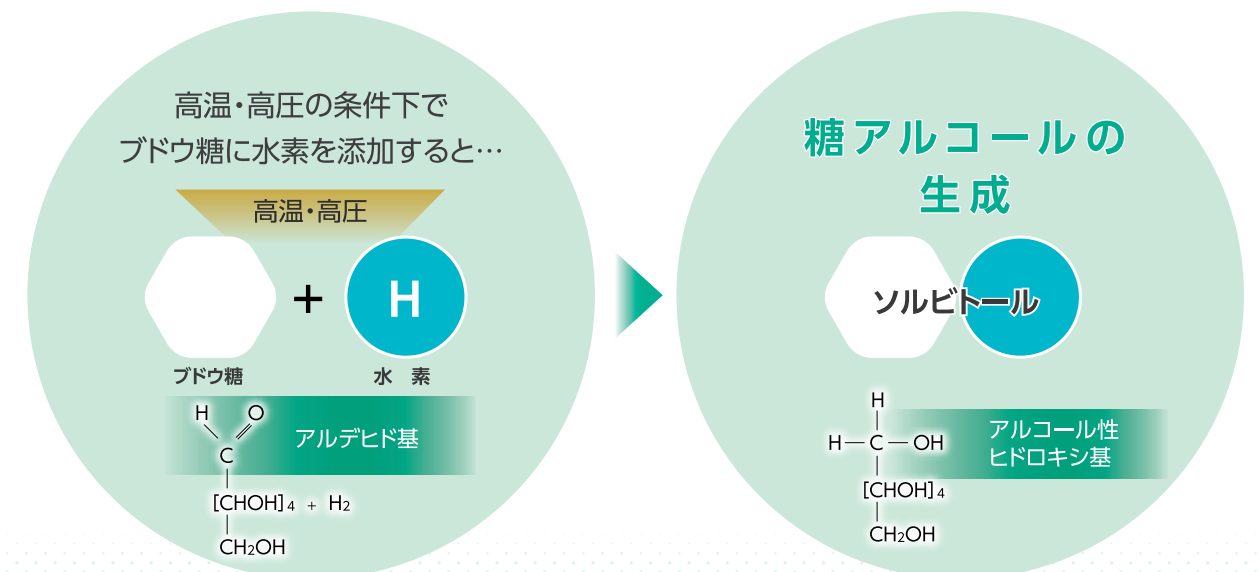 高温・高圧の条件下で
ブドウ糖に水素を添加すると…
高温・高圧
+
H
ブドウ糖
水 素
H O
アルデヒド基
C
[CHOH]4 + H2
CH2OH
糖アルコールの
生成
ソルビトール
H
H C OH
アルコール性
ヒドロキシ基
[CHOH]4
CH2OH